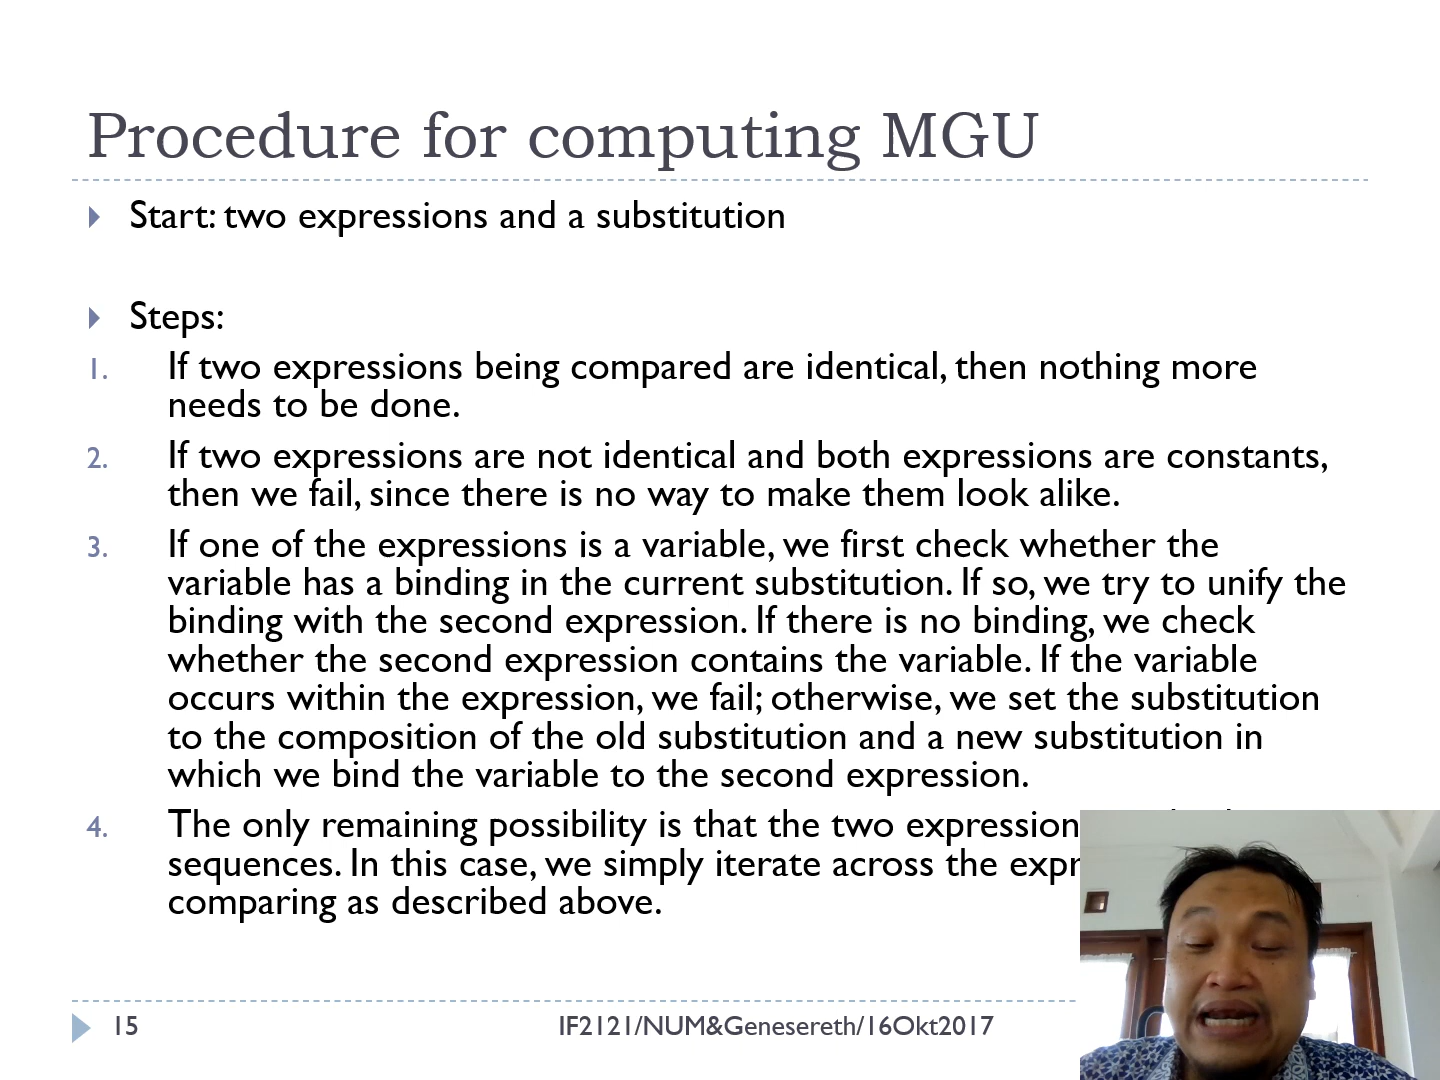 Procedure for computing MGU
Start: two expressions and a substitution
Steps:
1. If two expressions being compared are identical, then nothing more
needs to be done.
2. If two expressions are not identical and both expressions are constants,
then we fail, since there is no way to make them look alike.
3. If one of the expressions is a variable, we first check whether the
variable has a binding in the current substitution. If so, we try to unify the
binding with the second expression. If there is no binding, we check
whether the second expression contains the variable. If the variable
occurs within the expression, we fail; otherwise, we set the substitution
to the composition of the old substitution and a new substitution in
which we bind the variable to the second expression.
4. The only remaining possibility is that the two expression
sequences. In this case, we simply iterate across the expr
comparing as described above.
15 IF2121/NUM&Genesereth/16Okt2017